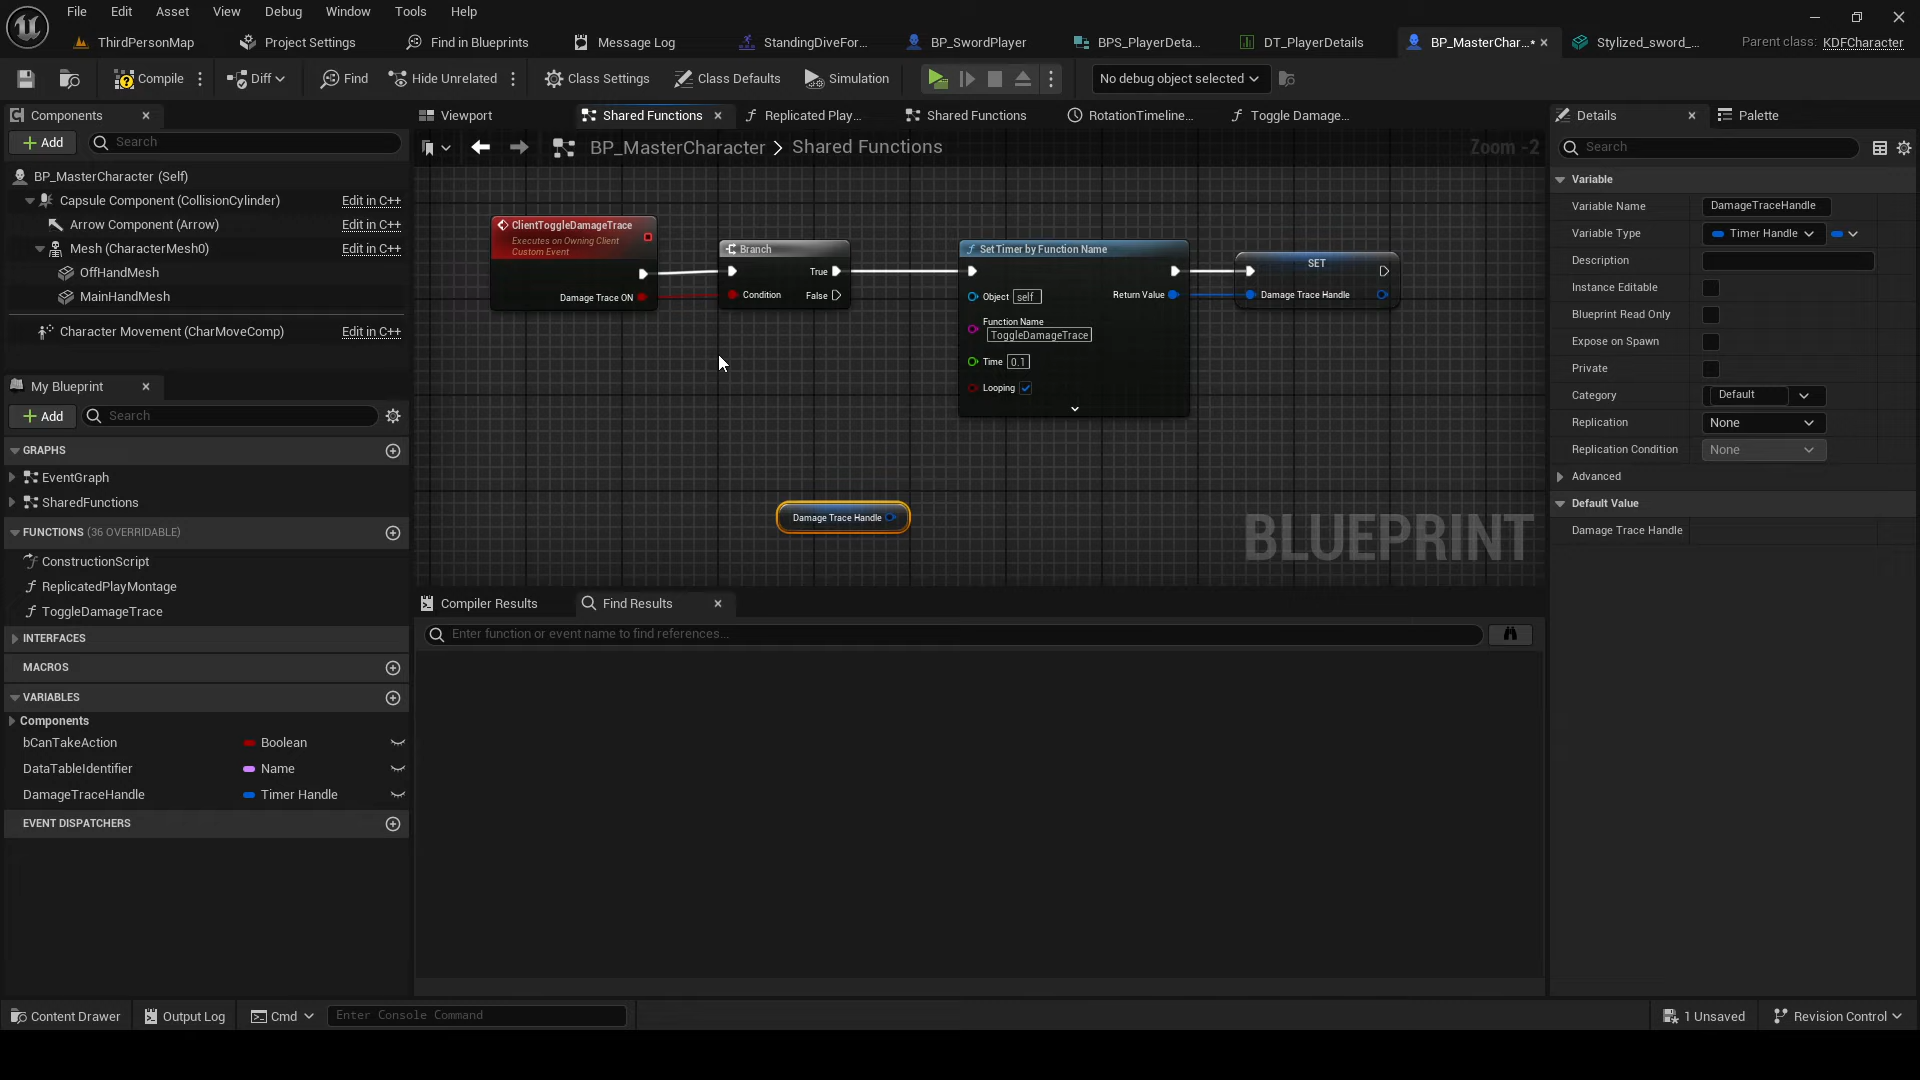 File Edit Asset View Debug Window Tools Help
ThirdPersonMap Project Settings Find in Blueprints Message Log StandingDiveFor... BP_SwordPlayer BPS_PlayerDeta... DT_PlayerDetails BP_MasterChar...* Stylized_sword_... Parent class: KDFCharacter
Compile Diff Find Hide Unrelated Class Settings Class Defaults Simulation No debug object selected
Components
Add Search
BP_MasterCharacter (Self)
Capsule Component (CollisionCylinder) Edit in C++
Arrow Component (Arrow) Edit in C++
Mesh (CharacterMesh0) Edit in C++
OffHandMesh
MainHandMesh
Character Movement (CharMoveComp) Edit in C++
My Blueprint
Add Search
GRAPHS
EventGraph
SharedFunctions
FUNCTIONS (36 OVERRIDABLE)
ConstructionScript
ReplicatedPlayMontage
ToggleDamageTrace
INTERFACES
MACROS
VARIABLES
Components
bCanTakeAction Boolean
DataTableIdentifier Name
DamageTraceHandle Timer Handle
EVENT DISPATCHERS
Viewport Shared Functions Replicated Play... Shared Functions RotationTimeline... Toggle Damage...
BP_MasterCharacter > Shared Functions Zoom -2
ClientToggleDamageTrace
Executes on Owning Client
Custom Event
Damage Trace ON
Branch
True
Condition False
Set Timer by Function Name
Object self Return Value
Function Name
ToggleDamageTrace
Time 0.1
Looping
SET
Damage Trace Handle
Damage Trace Handle
BLUEPRINT
Compiler Results Find Results
Enter function or event name to find references...
Details Palette
Search
Variable
Variable Name DamageTraceHandle
Variable Type Timer Handle
Description
Instance Editable
Blueprint Read Only
Expose on Spawn
Private
Category Default
Replication None
Replication Condition None
Advanced
Default Value
Damage Trace Handle
Content Drawer Output Log Cmd Enter Console Command 1 Unsaved Revision Control